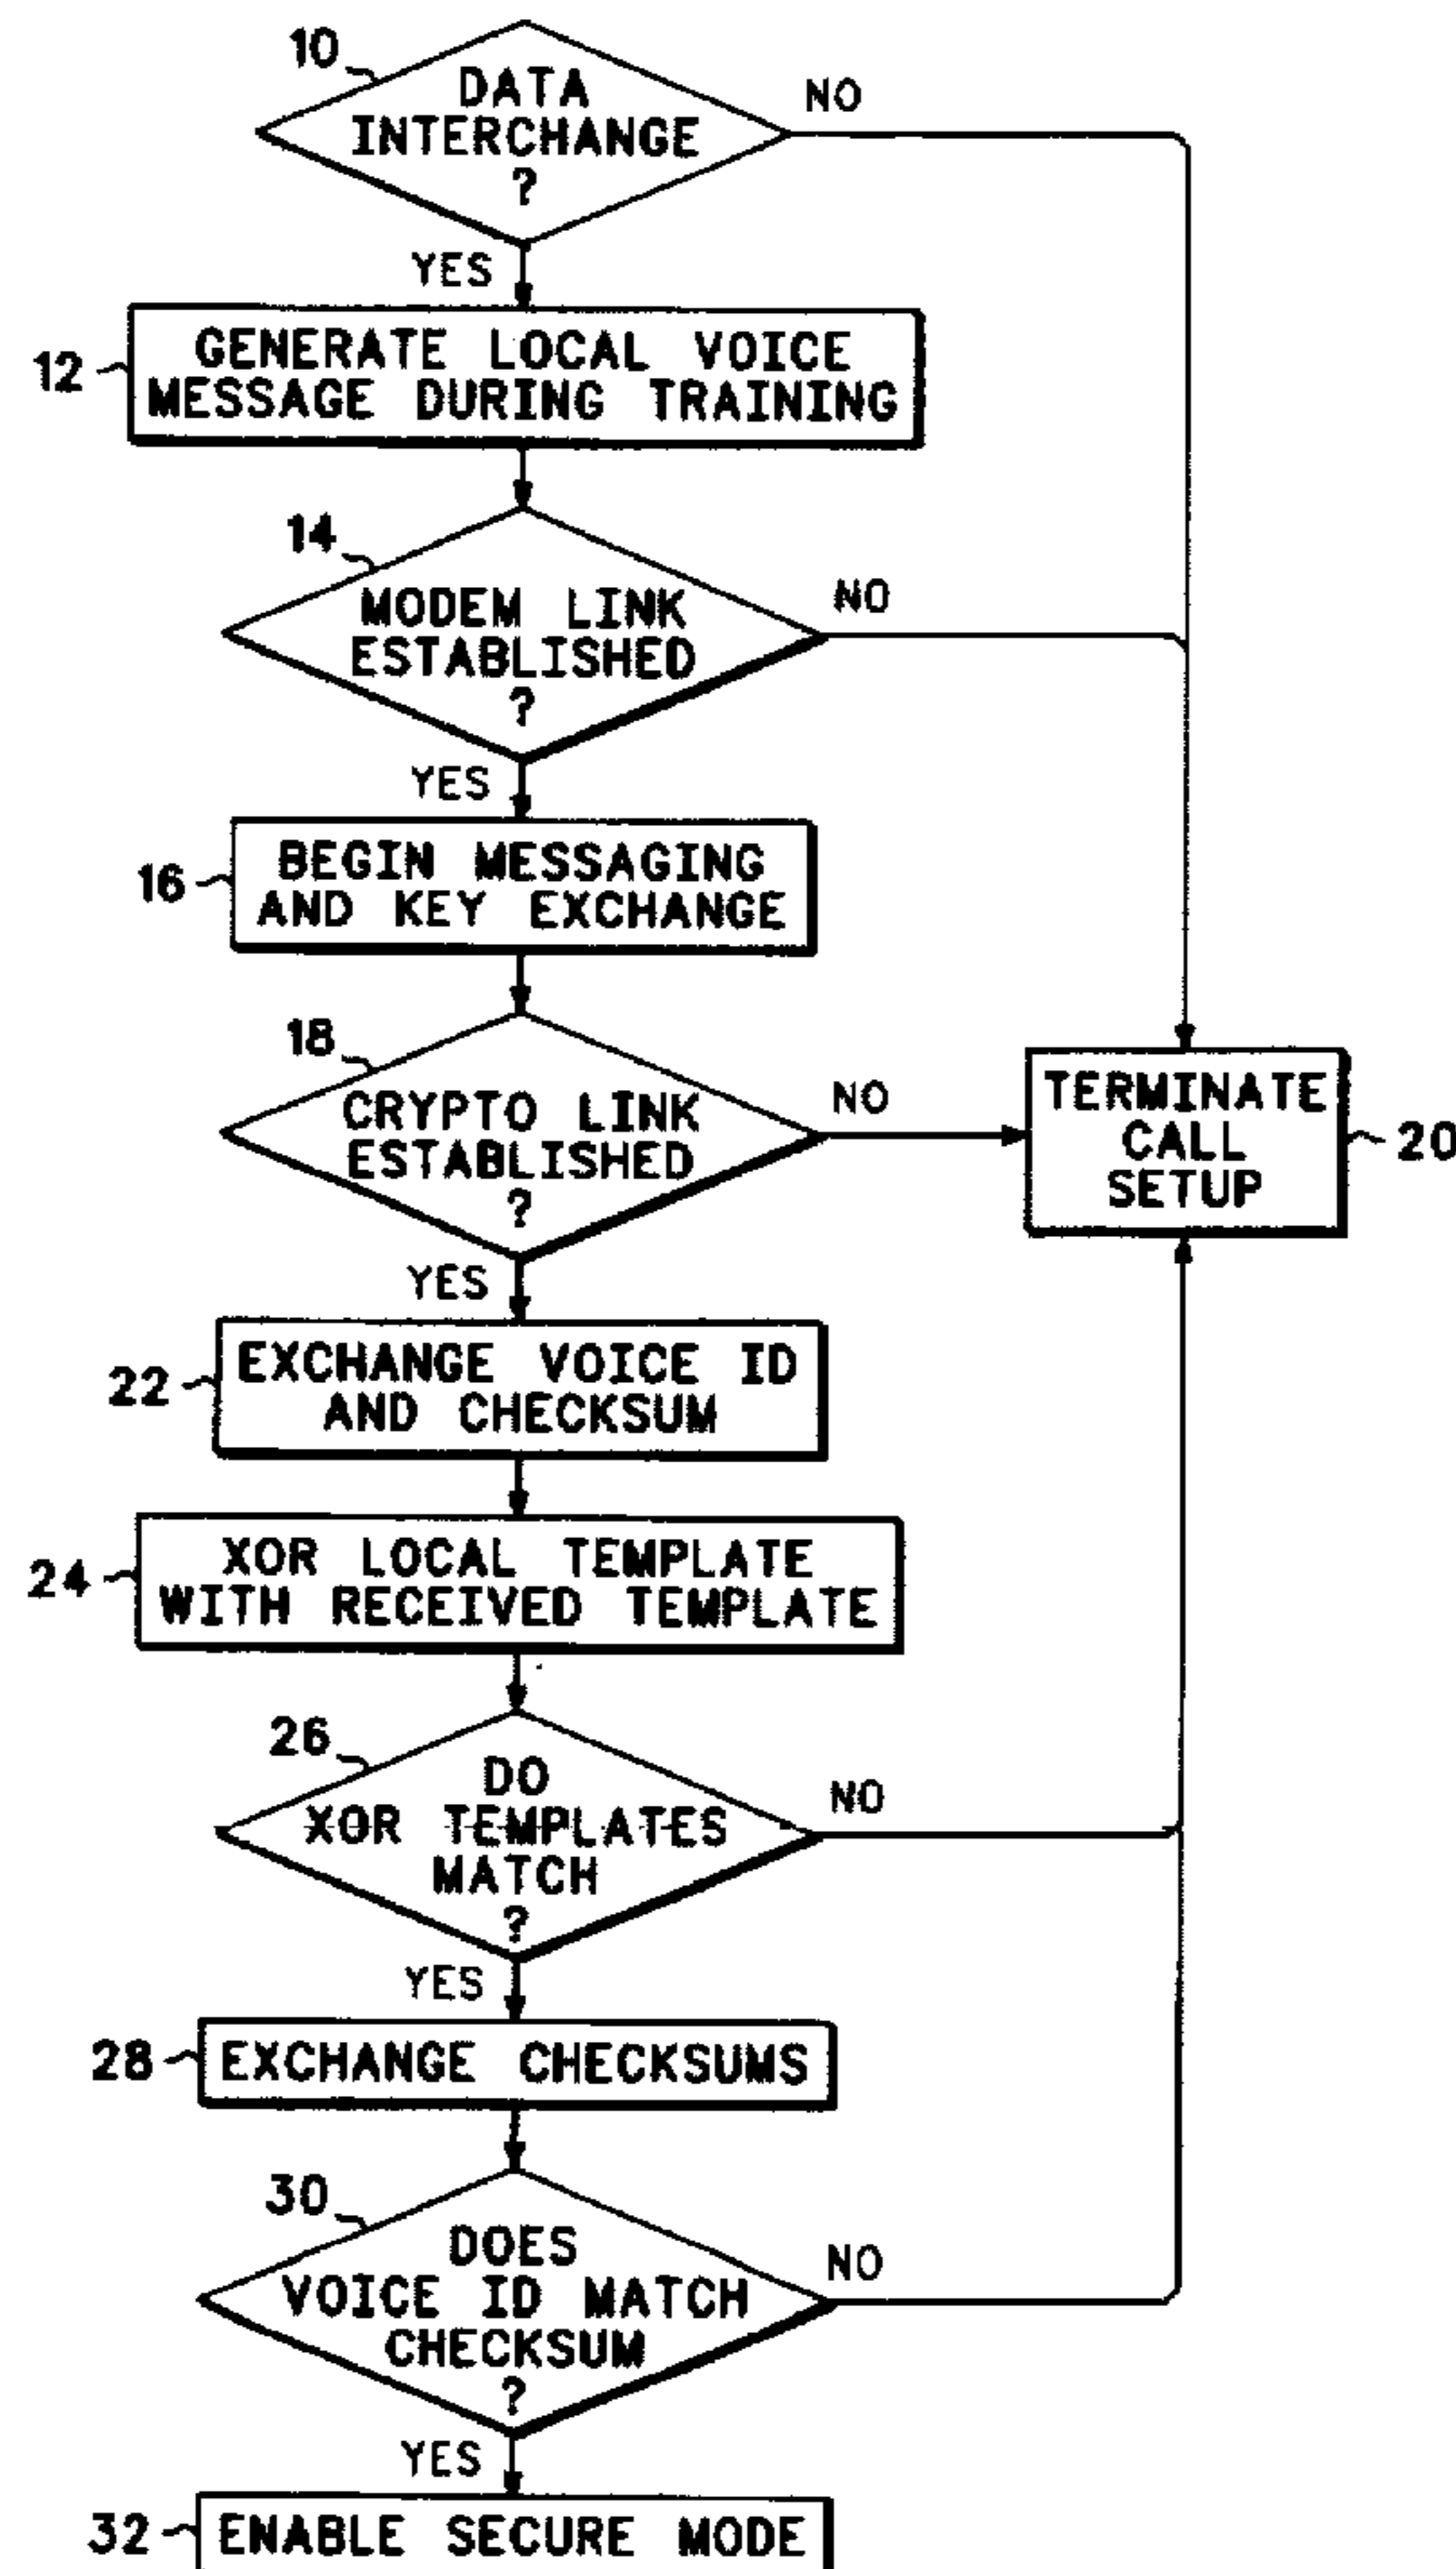 10
DATA
INTERCHANGE
?
NO
YES
12
GENERATE LOCAL VOICE
MESSAGE DURING TRAINING
14
MODEM LINK
ESTABLISHED
?
NO
YES
16
BEGIN MESSAGING
AND KEY EXCHANGE
18
CRYPTO LINK
ESTABLISHED
?
NO
TERMINATE
CALL
SETUP
20
YES
22
EXCHANGE VOICE ID
AND CHECKSUM
24
XOR LOCAL TEMPLATE
WITH RECEIVED TEMPLATE
26
DO
XOR TEMPLATES
MATCH
?
NO
YES
28
EXCHANGE CHECKSUMS
30
DOES
VOICE ID MATCH
CHECKSUM
?
NO
YES
32
ENABLE SECURE MODE